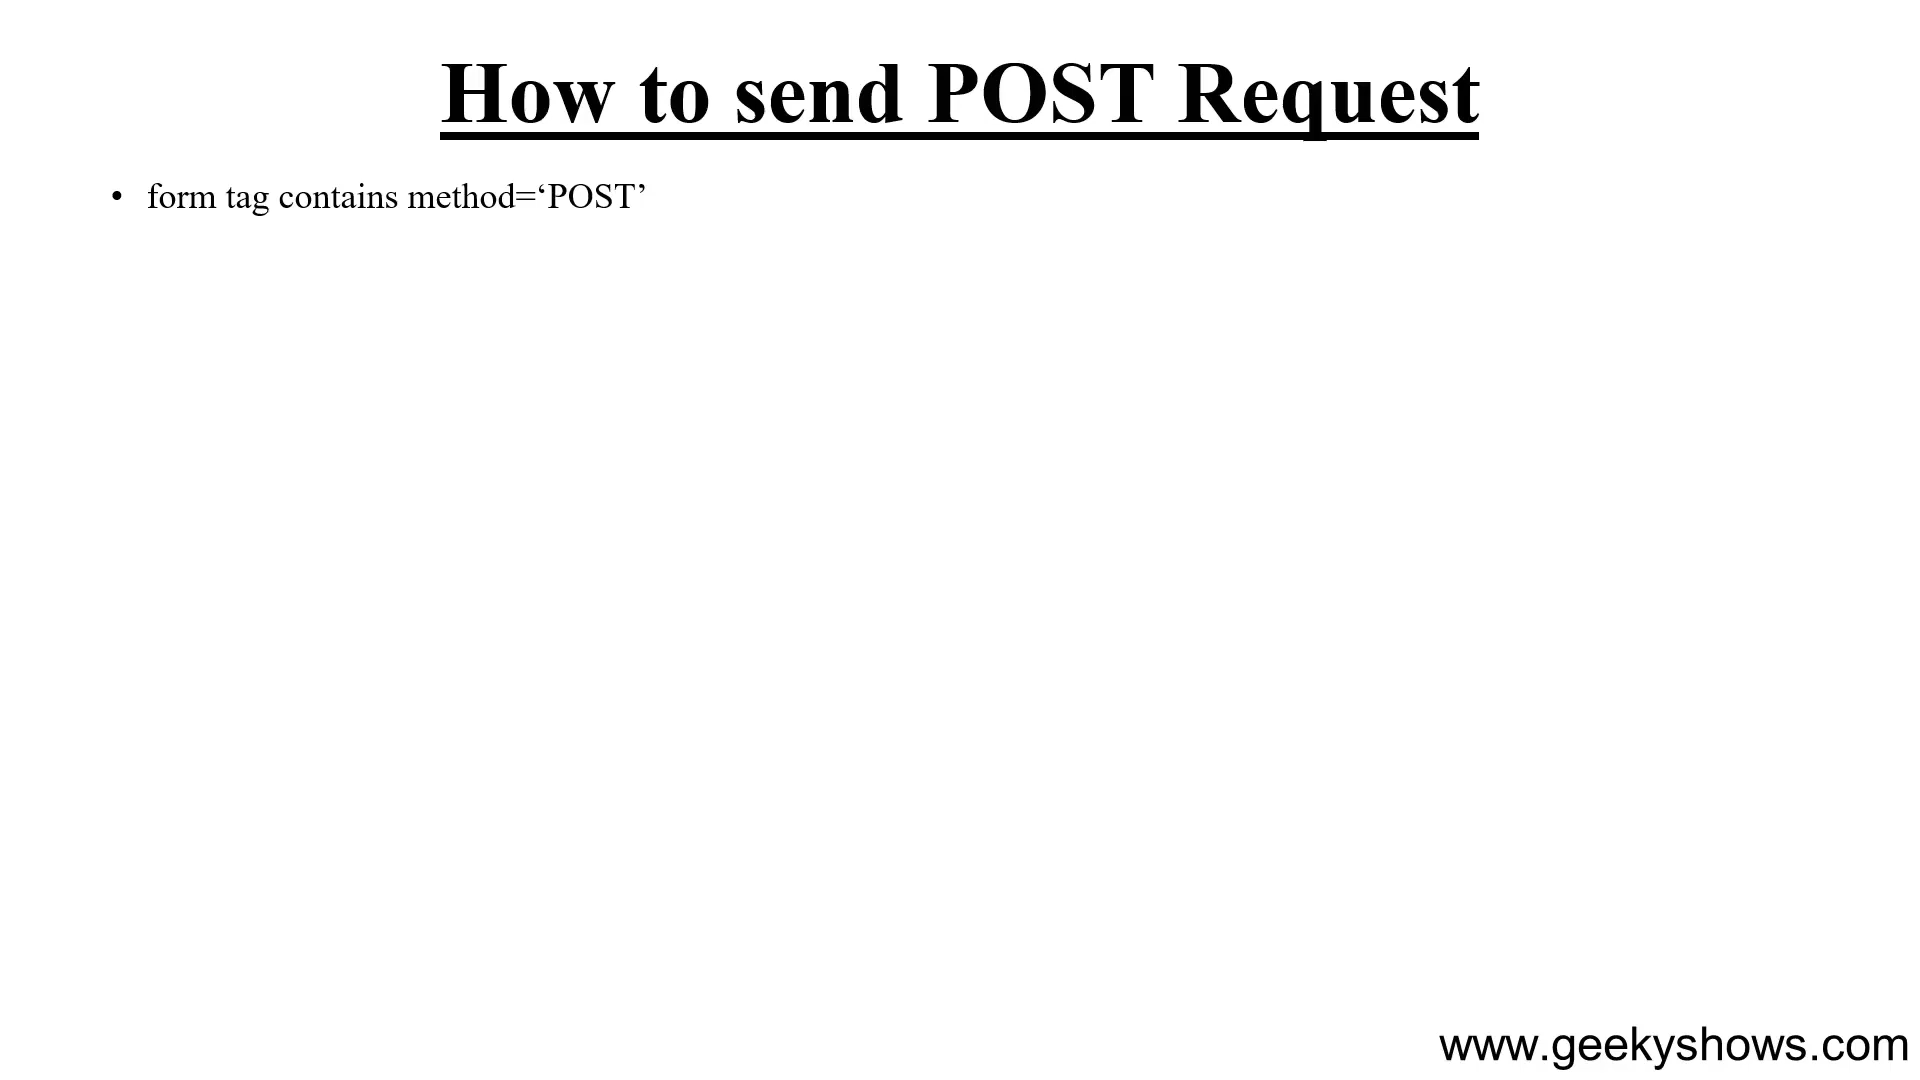 How to send POST Request
• form tag contains method=‘POST’
www.geekyshows.com